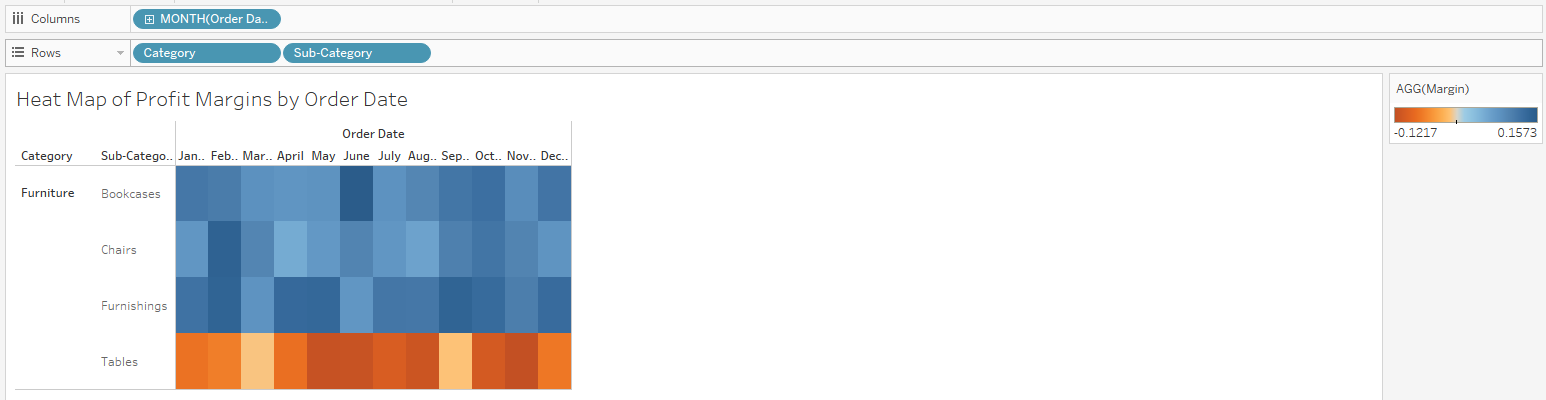 Columns MONTH(Order Da..
Rows Category Sub-Category
Heat Map of Profit Margins by Order Date
AGG(Margin)
-0.1217 0.1573
Order Date
Category Sub-Catego.. Jan.. Feb.. Mar.. April May June July Aug.. Sep.. Oct.. Nov.. Dec..
Furniture Bookcases
Chairs
Furnishings
Tables